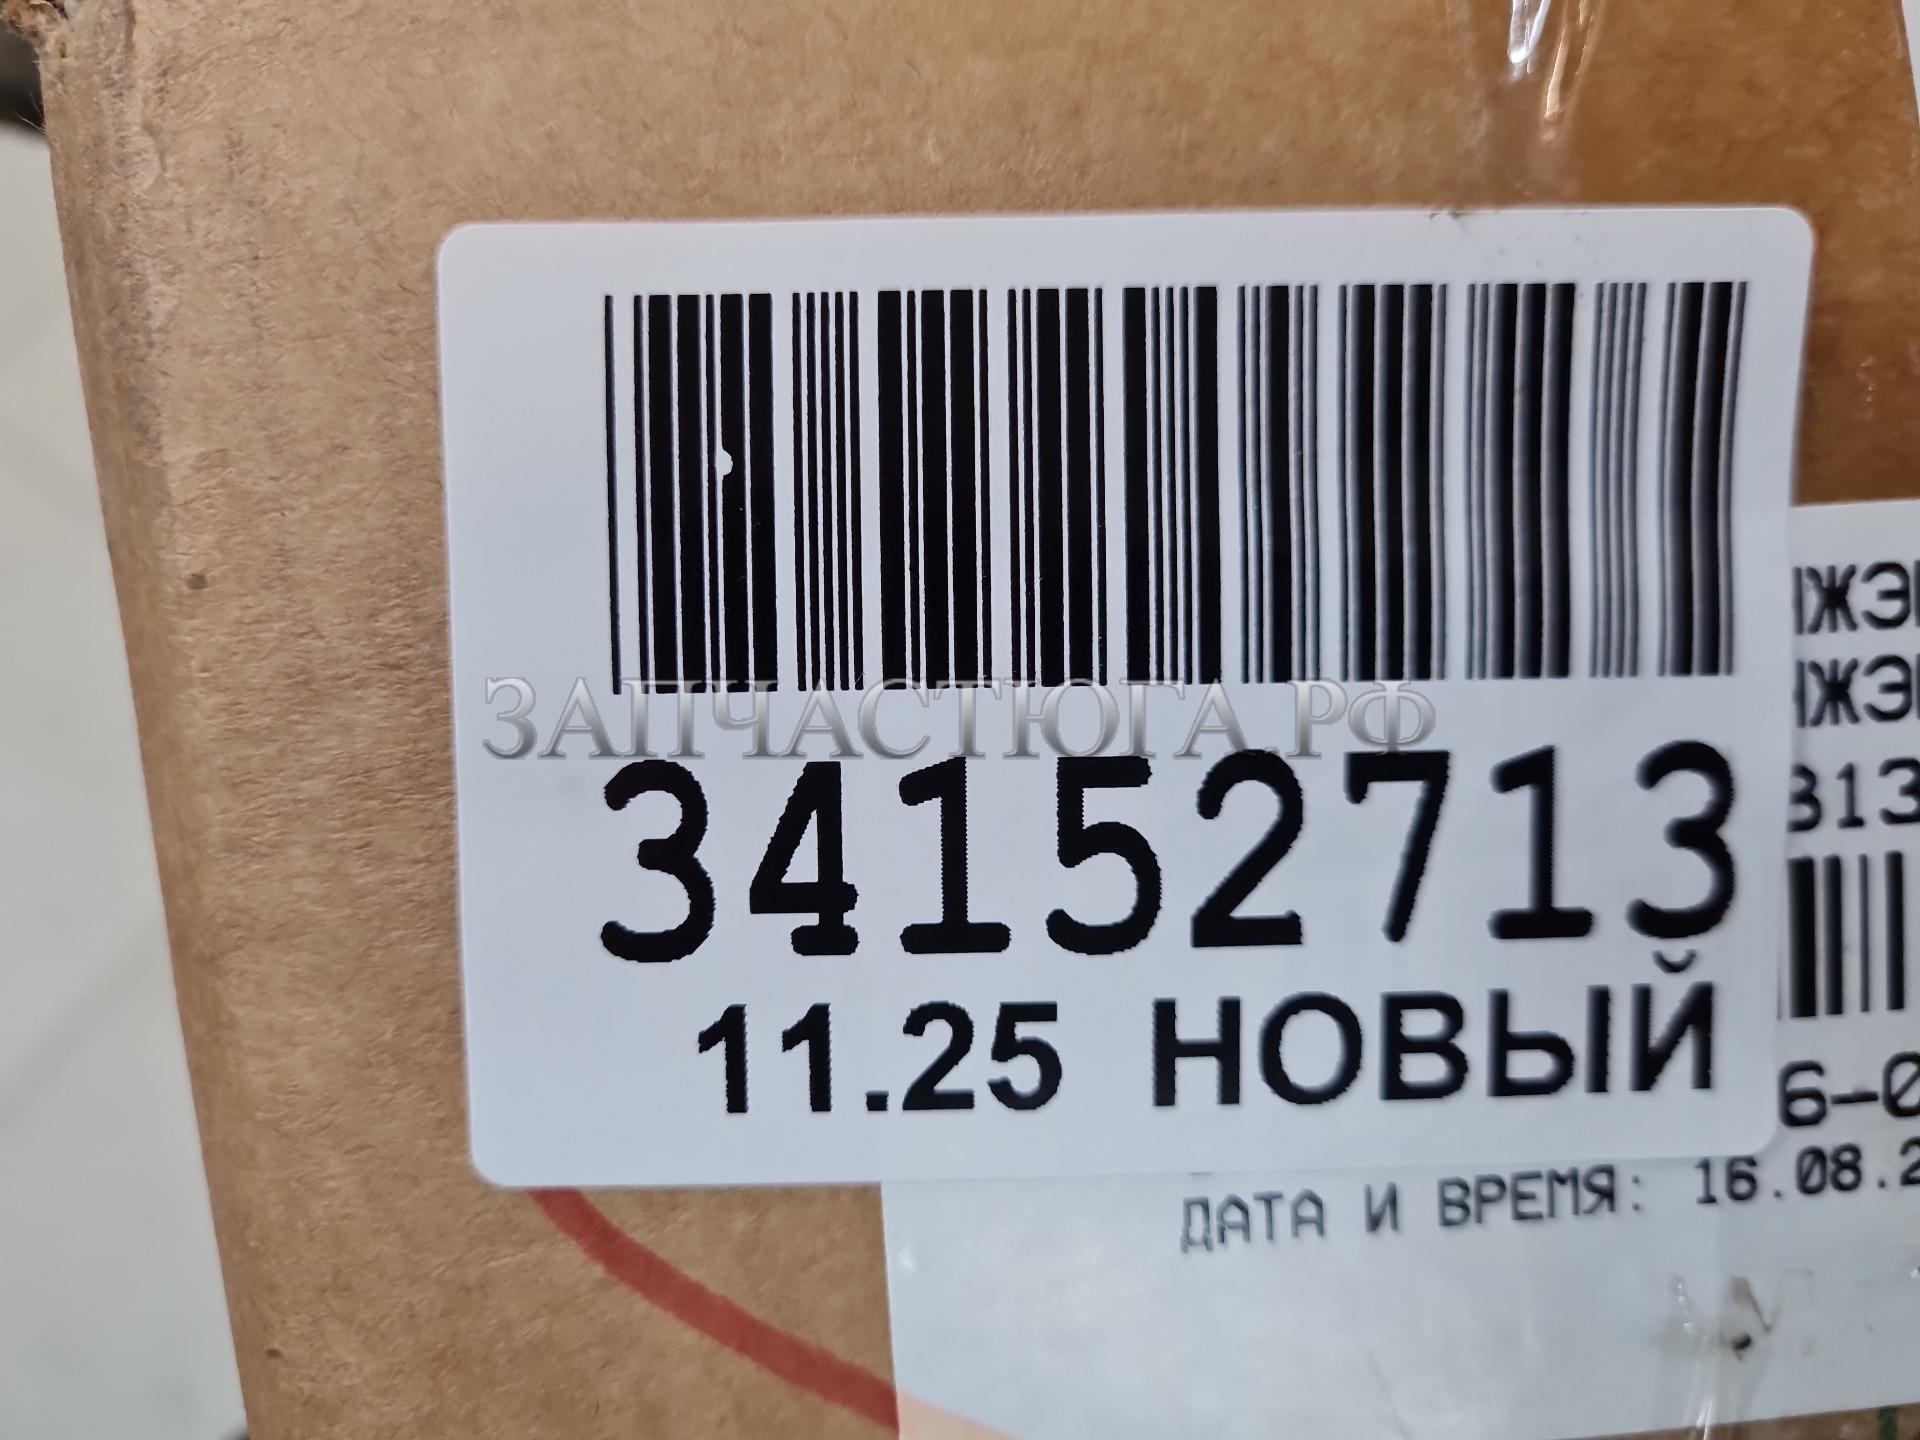 ЗАПЧАСТЮГА.РФ
34152713
11.25 НОВЫЙ
ДАТА И ВРЕМЯ: 16.08.2